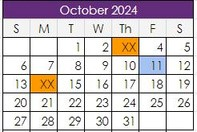 October 2024
S M T W Th F S
1 2 XX 4 5
6 7 8 9 10 11 12
13 XX 15 16 17 18 19
20 21 22 23 24 25 26
27 28 29 30 31